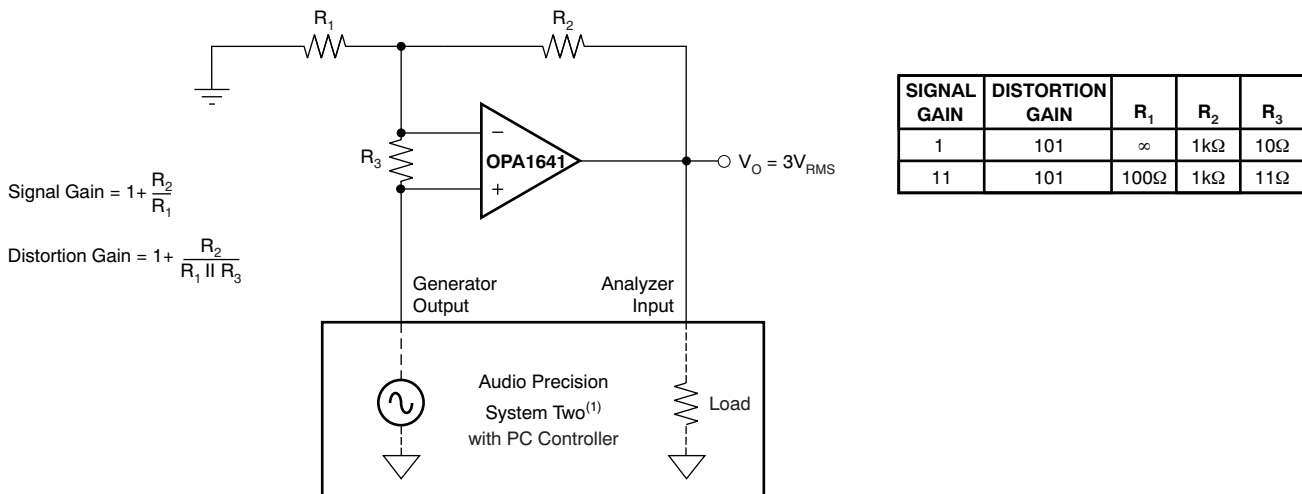 R1
R2
R3
−
+
OPA1641
VO = 3VRMS
Signal Gain = 1+ R2
R1
Distortion Gain = 1+ R2
R1 II R3
Generator
Output
Analyzer
Input
Audio Precision
System Two(1)
with PC Controller
Load
SIGNAL GAIN DISTORTION GAIN R1 R2 R3
1 101 ∞ 1kΩ 10Ω
11 101 100Ω 1kΩ 11Ω